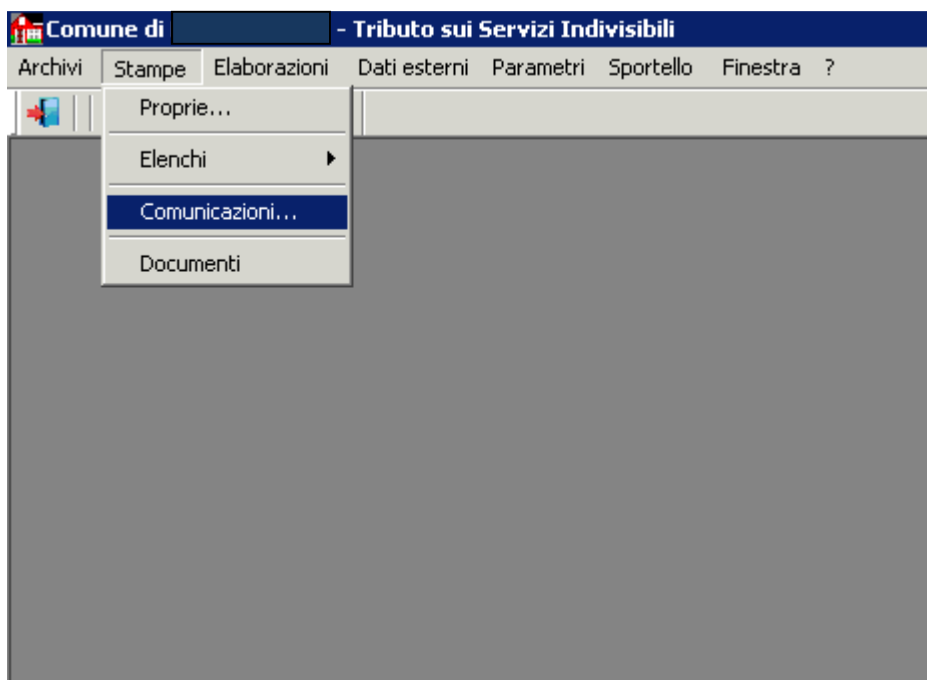 Comune di - Tributo sui Servizi Indivisibili
Archivi Stampe Elaborazioni Dati esterni Parametri Sportello Finestra ?
Proprie...
Elenchi
Comunicazioni...
Documenti